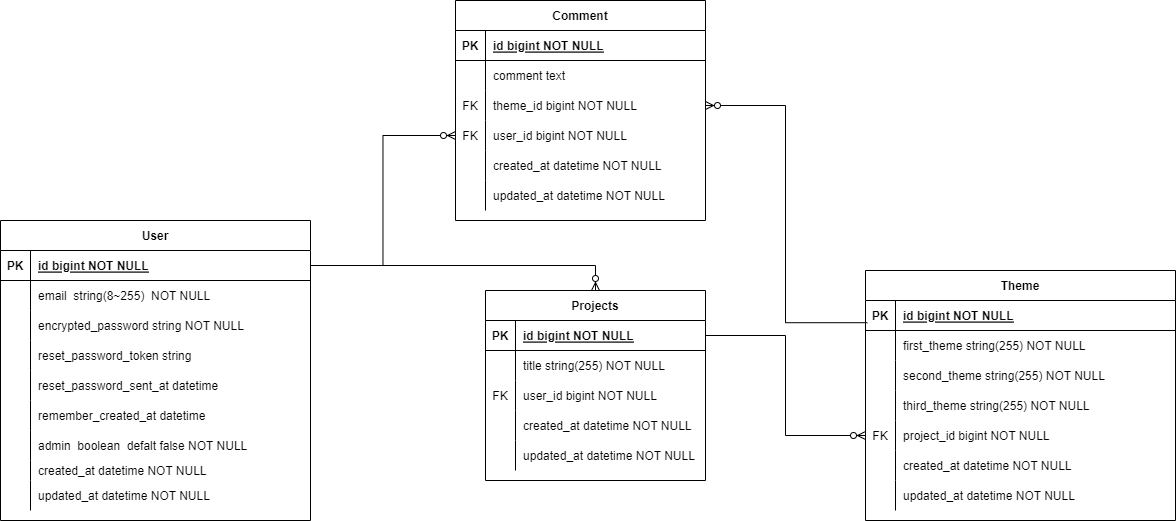 Comment
PK id bigint NOT NULL
comment text
FK theme_id bigint NOT NULL
FK user_id bigint NOT NULL
created_at datetime NOT NULL
updated_at datetime NOT NULL
User
PK id bigint NOT NULL
email string(8~255) NOT NULL
encrypted_password string NOT NULL
reset_password_token string
reset_password_sent_at datetime
remember_created_at datetime
admin boolean defalt false NOT NULL
created_at datetime NOT NULL
updated_at datetime NOT NULL
Projects
PK id bigint NOT NULL
title string(255) NOT NULL
FK user_id bigint NOT NULL
created_at datetime NOT NULL
updated_at datetime NOT NULL
Theme
PK id bigint NOT NULL
first_theme string(255) NOT NULL
second_theme string(255) NOT NULL
third_theme string(255) NOT NULL
FK project_id bigint NOT NULL
created_at datetime NOT NULL
updated_at datetime NOT NULL